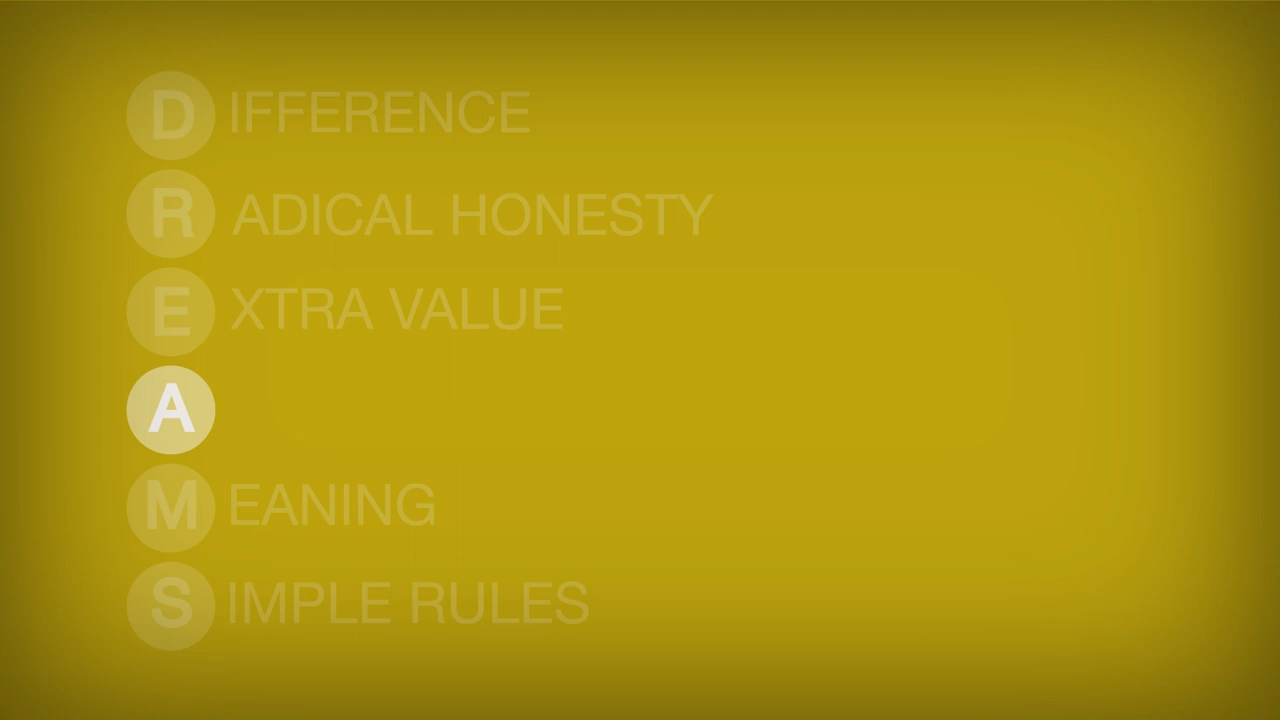 DIFFERENCE
RADICAL HONESTY
EXTRA VALUE
A
MEANING
SIMPLE RULES